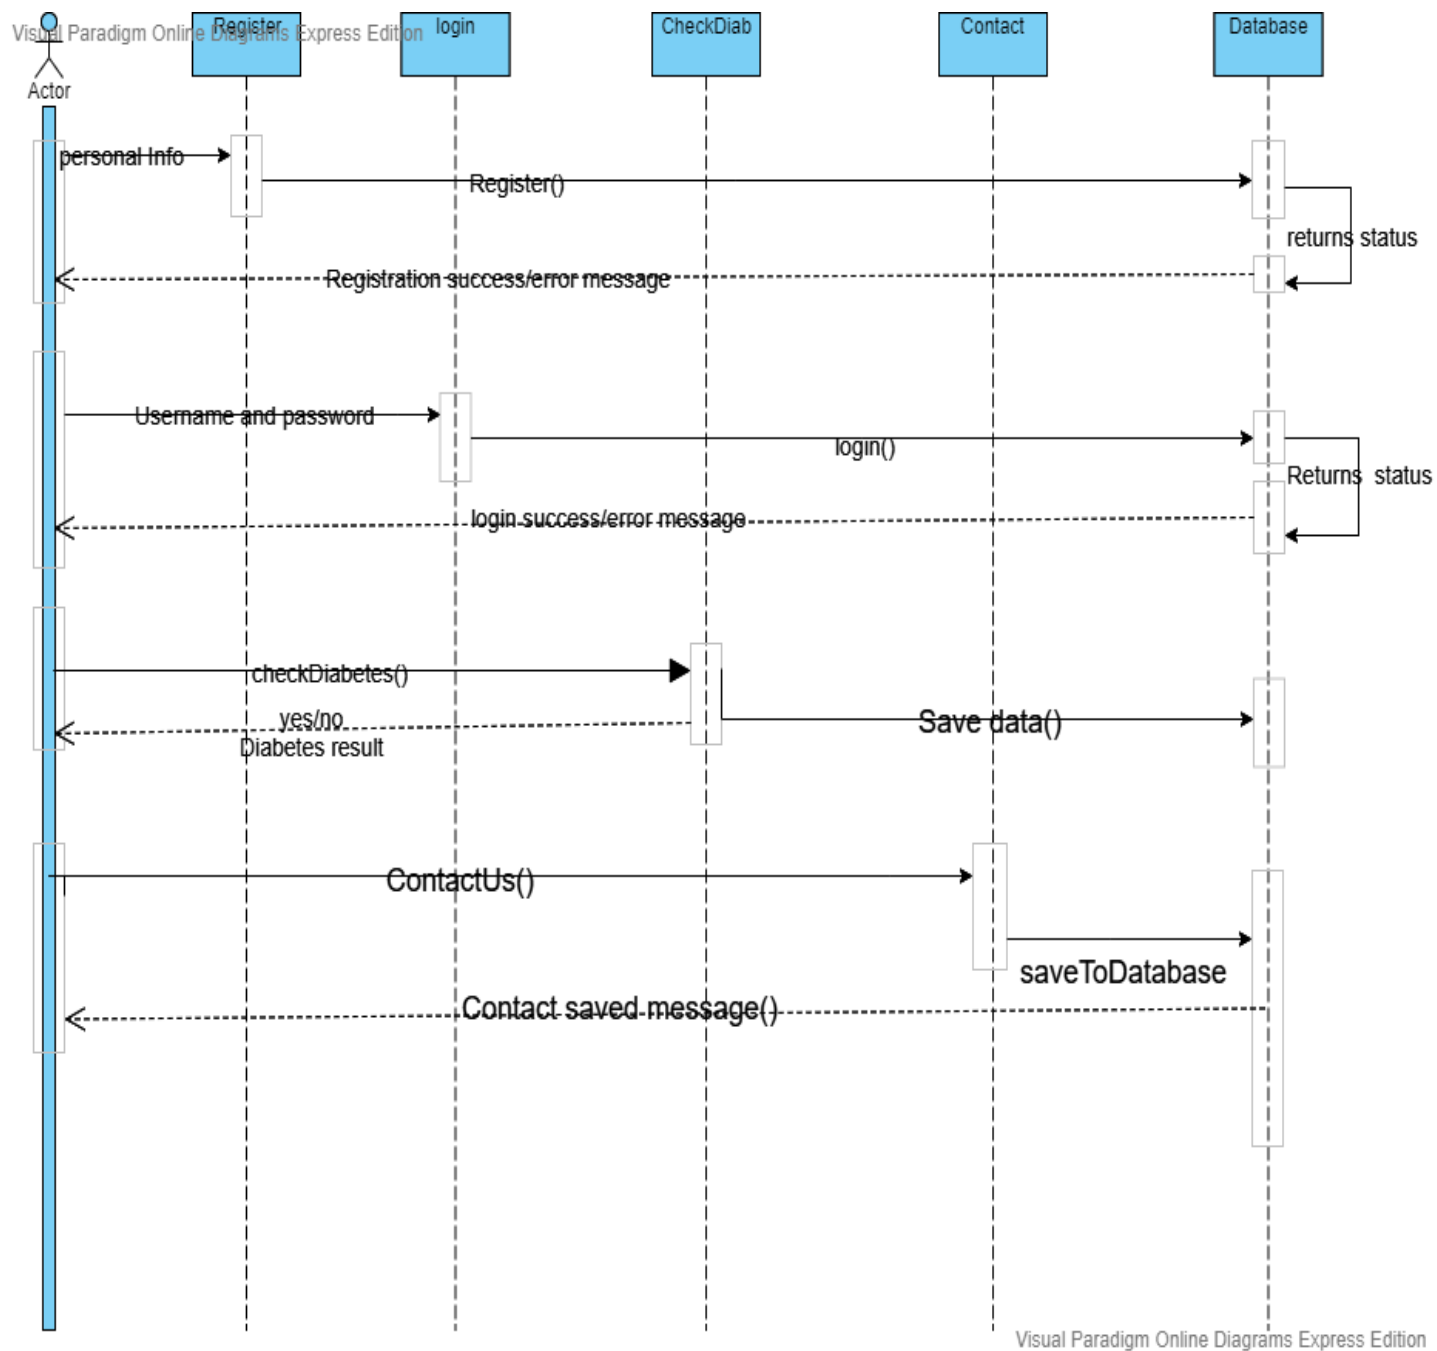 Visual Paradigm Online Diagrams Express Edition
Register
login
CheckDiab
Contact
Database
Actor
personal Info
Register()
returns status
Registration success/error message
Username and password
login()
Returns status
login success/error message
checkDiabetes()
yes/no
Diabetes result
Save data()
ContactUs()
saveToDatabase
Contact saved message()
Visual Paradigm Online Diagrams Express Edition